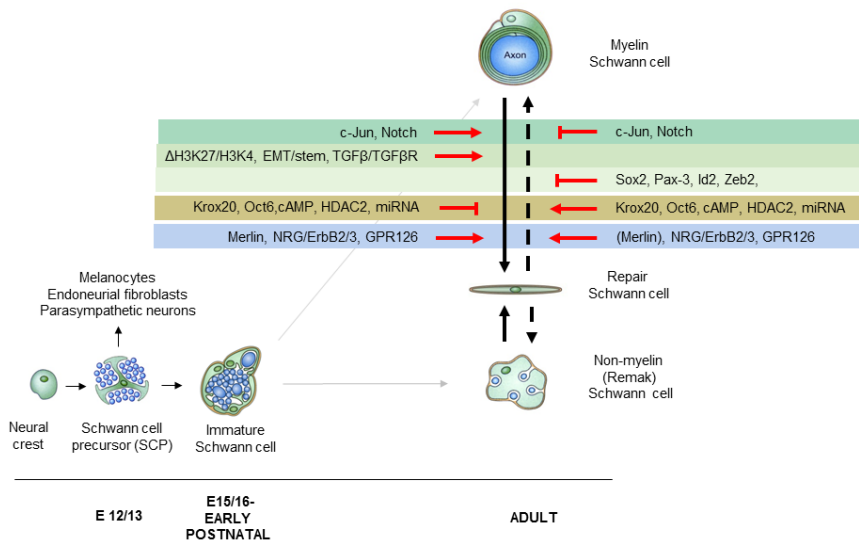 Axon
Myelin
Schwann cell
c-Jun, Notch
c-Jun, Notch
ΔH3K27/H3K4, EMT/stem, TGFβ/TGFβR
Sox2, Pax-3, Id2, Zeb2,
Krox20, Oct6,cAMP, HDAC2, miRNA
Krox20, Oct6, cAMP, HDAC2, miRNA
Merlin, NRG/ErbB2/3, GPR126
(Merlin), NRG/ErbB2/3, GPR126
Melanocytes
Endoneurial fibroblasts
Parasympathetic neurons
Repair
Schwann cell
Non-myelin
(Remak)
Schwann cell
Neural
crest
Schwann cell
precursor (SCP)
Immature
Schwann cell
E 12/13
E15/16-
EARLY
POSTNATAL
ADULT